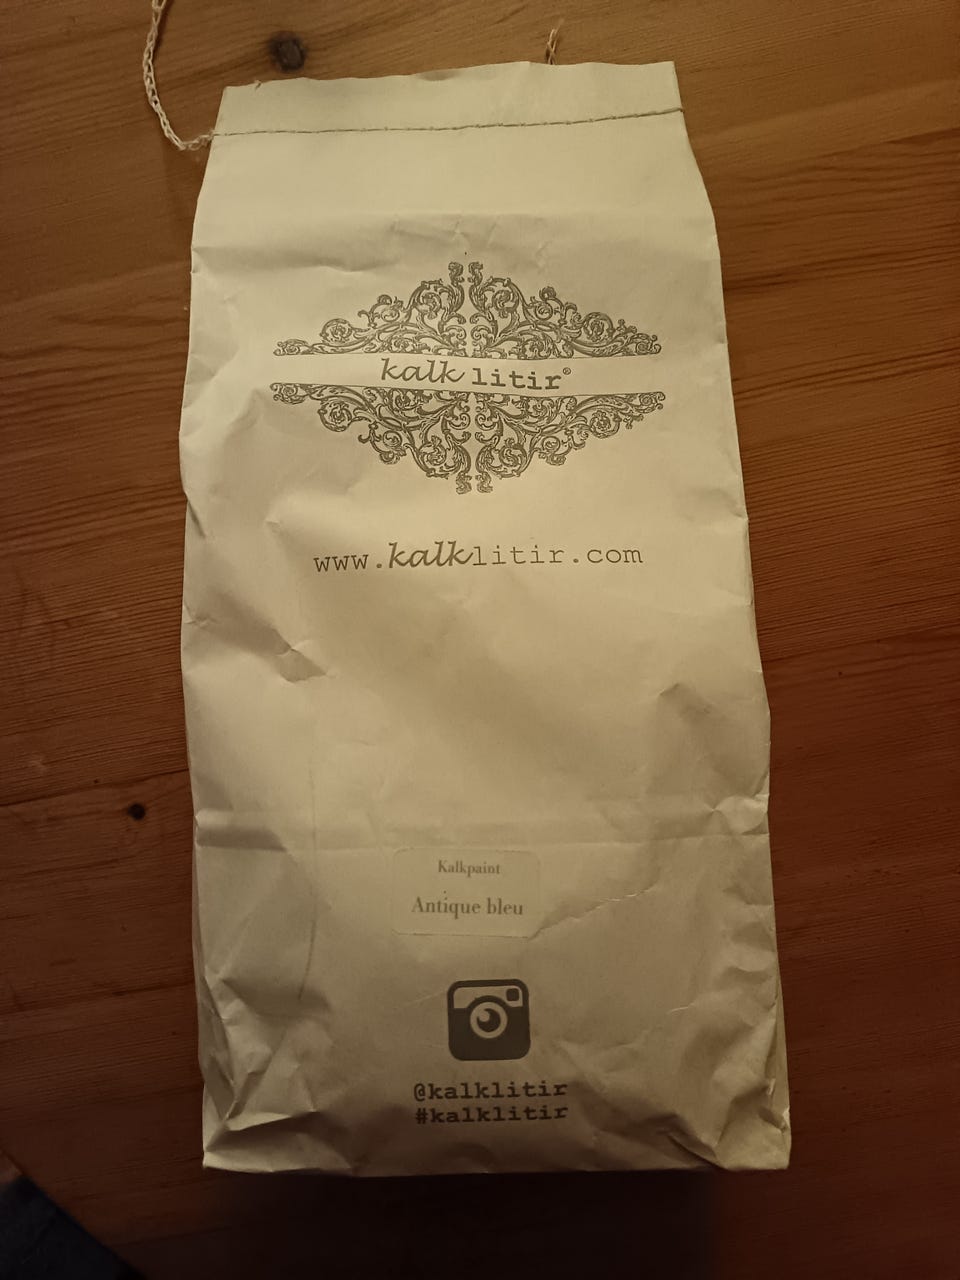 kalk litir®
www.kalklitir.com
Kalkpaint
Antique bleu
@kalklitir
#kalklitir